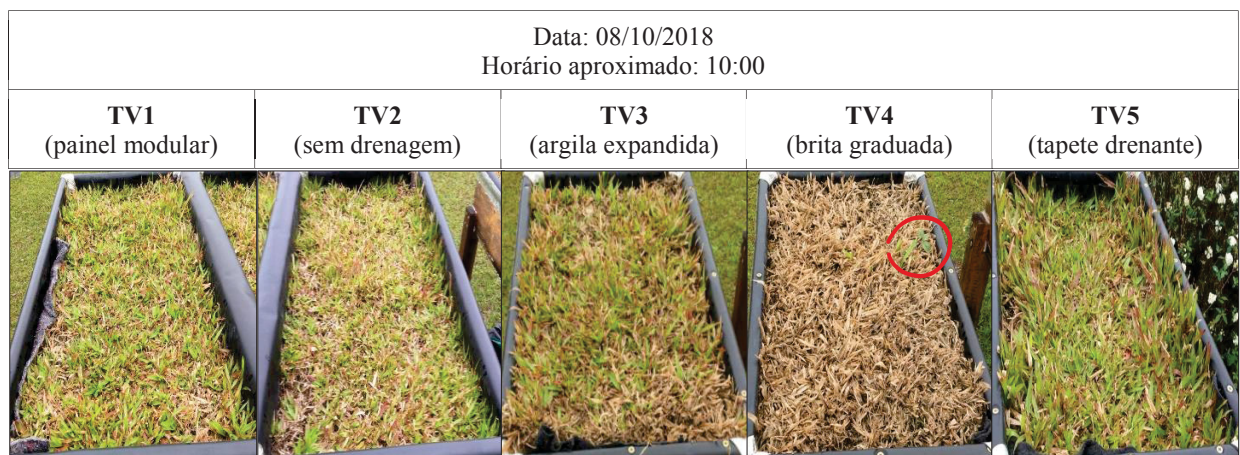 Data: 08/10/2018
Horário aproximado: 10:00
TV1
(painel modular)
TV2
(sem drenagem)
TV3
(argila expandida)
TV4
(brita graduada)
TV5
(tapete drenante)